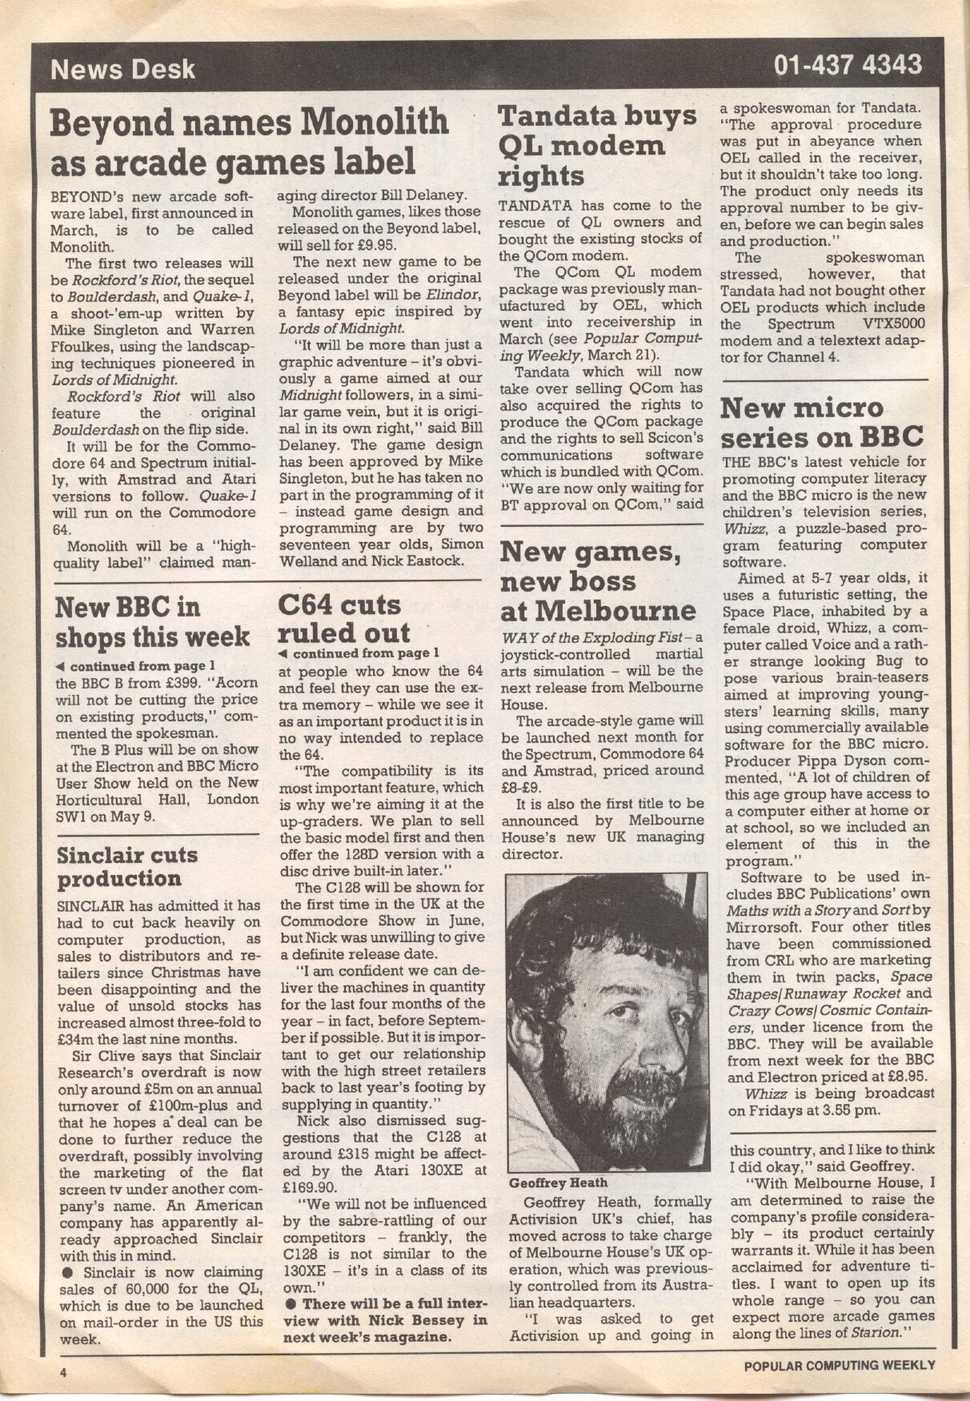 News Desk
01-437 4343
Beyond names Monolith
as arcade games label
BEYOND's new arcade soft-
ware label, first announced in
March, is to be called
Monolith.
The first two releases will
be Rockford's Riot, the sequel
to Boulderdash, and Quake-1,
a shoot-'em-up written by
Mike Singleton and Warren
Ffoulkes, using the landscap-
ing techniques pioneered in
Lords of Midnight.
Rockford's Riot will also
feature the original
Boulderdash on the flip side.
It will be for the Commo-
dore 64 and Spectrum initial-
ly, with Amstrad and Atari
versions to follow. Quake-1
will run on the Commodore
64.
Monolith will be a "high-
quality label" claimed man-
aging director Bill Delaney.
Monolith games, likes those
released on the Beyond label,
will sell for £9.95.
The next new game to be
released under the original
Beyond label will be Elindor,
a fantasy epic inspired by
Lords of Midnight.
"It will be more than just a
graphic adventure – it's obvi-
ously a game aimed at our
Midnight followers, in a simi-
lar game vein, but it is origi-
nal in its own right," said Bill
Delaney. The game design
has been approved by Mike
Singleton, but he has taken no
part in the programming of it
– instead game design and
programming are by two
seventeen year olds, Simon
Welland and Nick Eastock.
New BBC in
shops this week
◄ continued from page 1
the BBC B from £399. "Acorn
will not be cutting the price
on existing products," com-
mented the spokesman.
The B Plus will be on show
at the Electron and BBC Micro
User Show held on the New
Horticultural Hall, London
SW1 on May 9.
Sinclair cuts
production
SINCLAIR has admitted it has
had to cut back heavily on
computer production, as
sales to distributors and re-
tailers since Christmas have
been disappointing and the
value of unsold stocks has
increased almost three-fold to
£34m the last nine months.
Sir Clive says that Sinclair
Research's overdraft is now
only around £5m on an annual
turnover of £100m-plus and
that he hopes a deal can be
done to further reduce the
overdraft, possibly involving
the marketing of the flat
screen tv under another com-
pany's name. An American
company has apparently al-
ready approached Sinclair
with this in mind.
● Sinclair is now claiming
sales of 60,000 for the QL,
which is due to be launched
on mail-order in the US this
week.
C64 cuts
ruled out
◄ continued from page 1
at people who know the 64
and feel they can use the ex-
tra memory – while we see it
as an important product it is in
no way intended to replace
the 64.
"The compatibility is its
most important feature, which
is why we're aiming it at the
up-graders. We plan to sell
the basic model first and then
offer the 128D version with a
disc drive built-in later."
The C128 will be shown for
the first time in the UK at the
Commodore Show in June,
but Nick was unwilling to give
a definite release date.
"I am confident we can de-
liver the machines in quantity
for the last four months of the
year – in fact, before Septem-
ber if possible. But it is impor-
tant to get our relationship
with the high street retailers
back to last year's footing by
supplying in quantity."
Nick also dismissed sug-
gestions that the C128 at
around £315 might be affect-
ed by the Atari 130XE at
£169.90.
"We will not be influenced
by the sabre-rattling of our
competitors – frankly, the
C128 is not similar to the
130XE – it's in a class of its
own."
● There will be a full inter-
view with Nick Bessey in
next week's magazine.
Tandata buys
QL modem
rights
TANDATA has come to the
rescue of QL owners and
bought the existing stocks of
the QCom modem.
The QCom QL modem
package was previously man-
ufactured by OEL, which
went into receivership in
March (see Popular Comput-
ing Weekly, March 21).
Tandata which will now
take over selling QCom has
also acquired the rights to
produce the QCom package
and the rights to sell Scicon's
communications software
which is bundled with QCom.
"We are now only waiting for
BT approval on QCom," said
a spokeswoman for Tandata.
"The approval procedure
was put in abeyance when
OEL called in the receiver,
but it shouldn't take too long.
The product only needs its
approval number to be giv-
en, before we can begin sales
and production."
The spokeswoman
stressed, however, that
Tandata had not bought other
OEL products which include
the Spectrum VTX5000
modem and a telextext adap-
tor for Channel 4.
New games,
new boss
at Melbourne
WAY of the Exploding Fist – a
joystick-controlled martial
arts simulation – will be the
next release from Melbourne
House.
The arcade-style game will
be launched next month for
the Spectrum, Commodore 64
and Amstrad, priced around
£8-£9.
It is also the first title to be
announced by Melbourne
House's new UK managing
director.
Geoffrey Heath
Geoffrey Heath, formally
Activision UK's chief, has
moved across to take charge
of Melbourne House's UK op-
eration, which was previous-
ly controlled from its Austra-
lian headquarters.
"I was asked to get
Activision up and going in
this country, and I like to think
I did okay," said Geoffrey.
"With Melbourne House, I
am determined to raise the
company's profile considera-
bly – its product certainly
warrants it. While it has been
acclaimed for adventure ti-
tles. I want to open up its
whole range – so you can
expect more arcade games
along the lines of Starion."
New micro
series on BBC
THE BBC's latest vehicle for
promoting computer literacy
and the BBC micro is the new
children's television series,
Whizz, a puzzle-based pro-
gram featuring computer
software.
Aimed at 5-7 year olds, it
uses a futuristic setting, the
Space Place, inhabited by a
female droid, Whizz, a com-
puter called Voice and a rath-
er strange looking Bug to
pose various brain-teasers
aimed at improving young-
sters' learning skills, many
using commercially available
software for the BBC micro.
Producer Pippa Dyson com-
mented, "A lot of children of
this age group have access to
a computer either at home or
at school, so we included an
element of this in the
program."
Software to be used in-
cludes BBC Publications' own
Maths with a Story and Sort by
Mirrorsoft. Four other titles
have been commissioned
from CRL who are marketing
them in twin packs, Space
Shapes/Runaway Rocket and
Crazy Cows/Cosmic Contain-
ers, under licence from the
BBC. They will be available
from next week for the BBC
and Electron priced at £8.95.
Whizz is being broadcast
on Fridays at 3.55 pm.
4
POPULAR COMPUTING WEEKLY